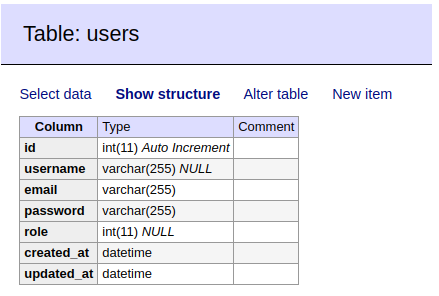 Table: users
Select data Show structure Alter table New item
Column Type Comment
id int(11) Auto Increment
username varchar(255) NULL
email varchar(255)
password varchar(255)
role int(11) NULL
created_at datetime
updated_at datetime